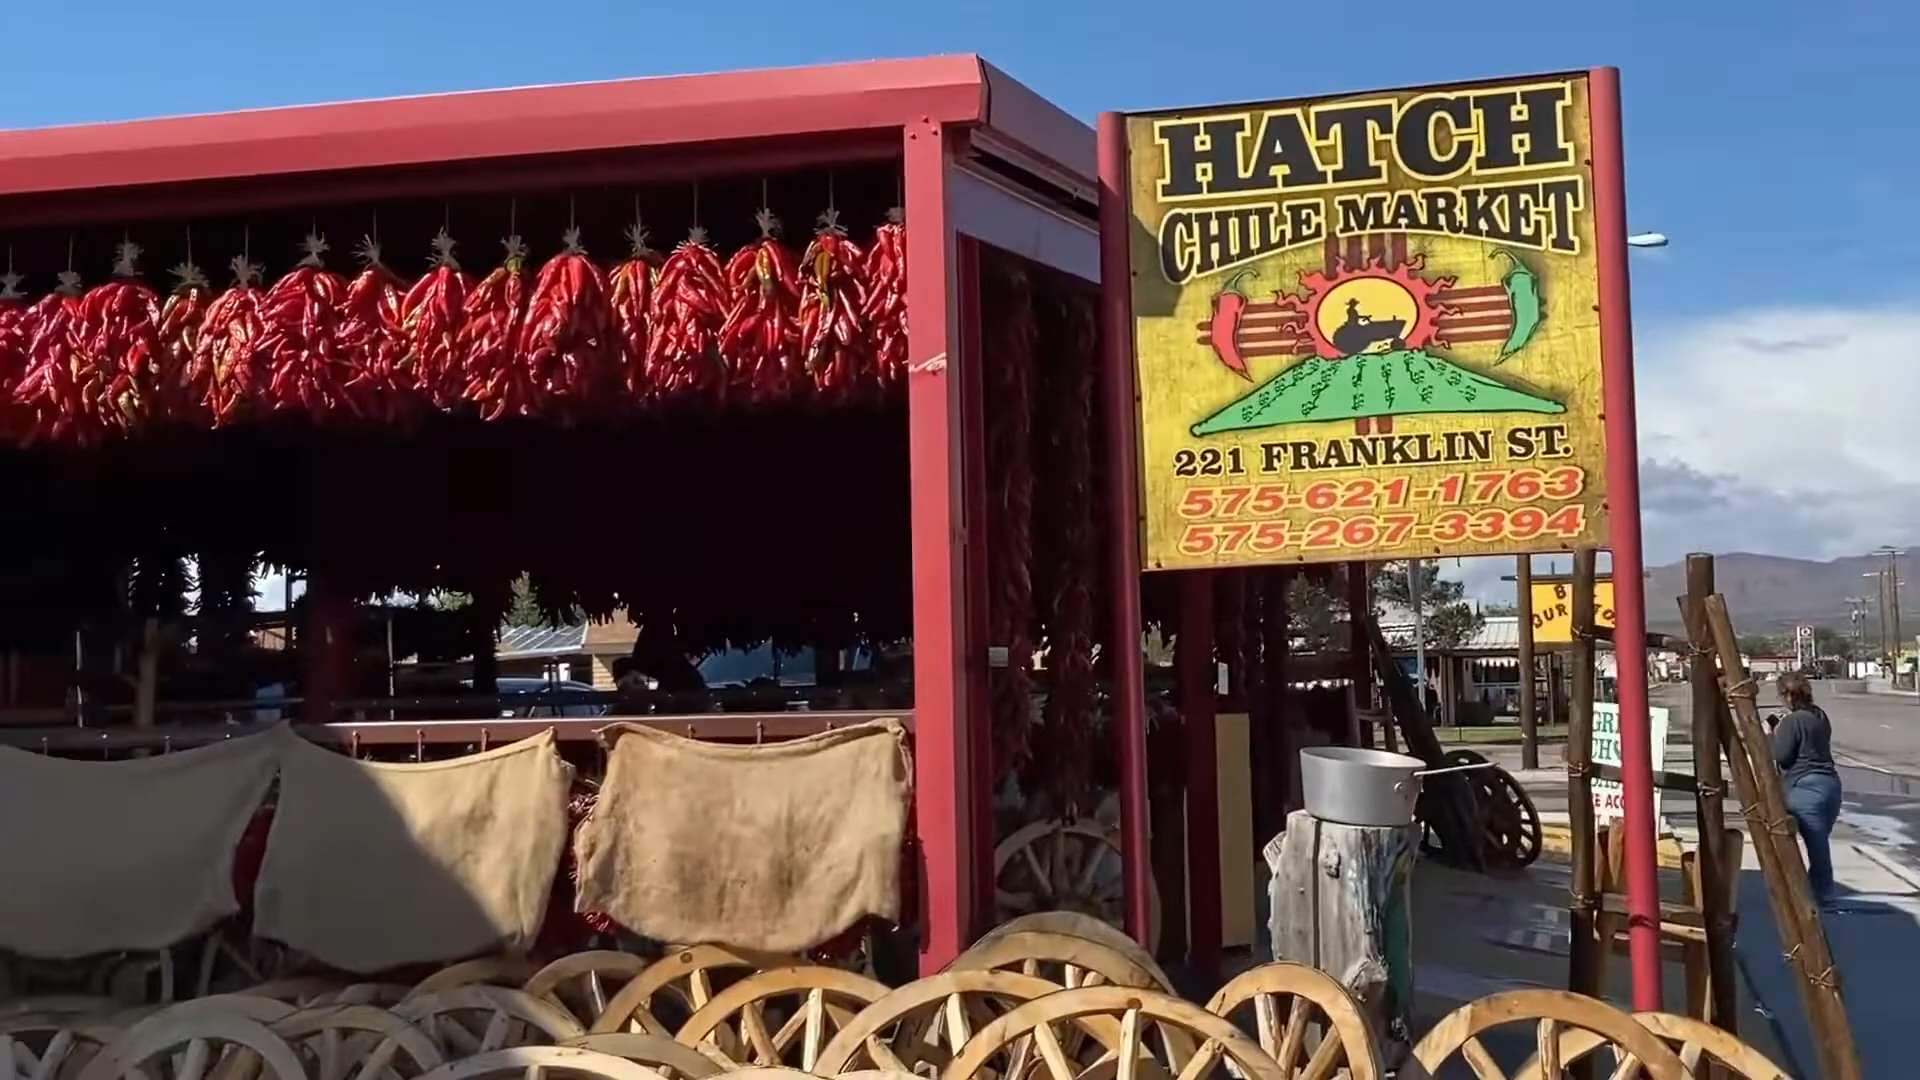 HATCH
CHILE MARKET
221 FRANKLIN ST.
575-621-1763
575-267-3394